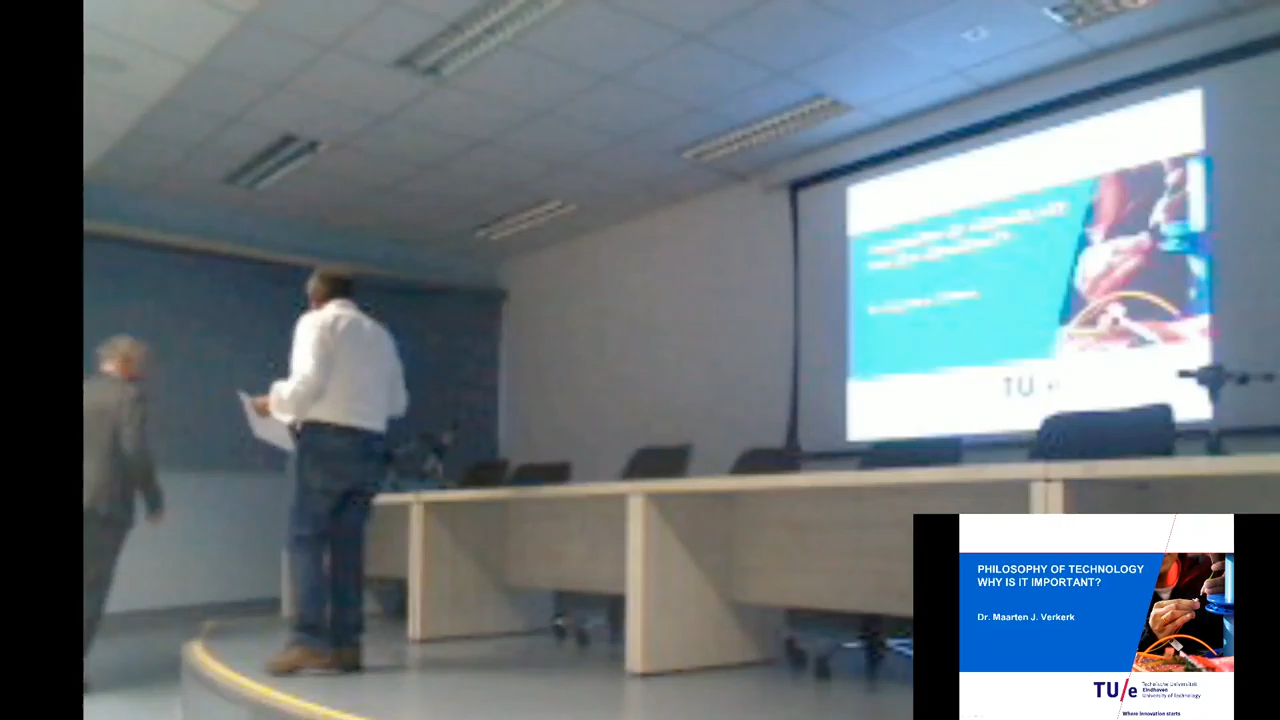 TU
PHILOSOPHY OF TECHNOLOGY
WHY IS IT IMPORTANT?
Dr. Maarten J. Verkerk
TU/e
Technische Universiteit
Eindhoven
University of Technology
Where innovation starts